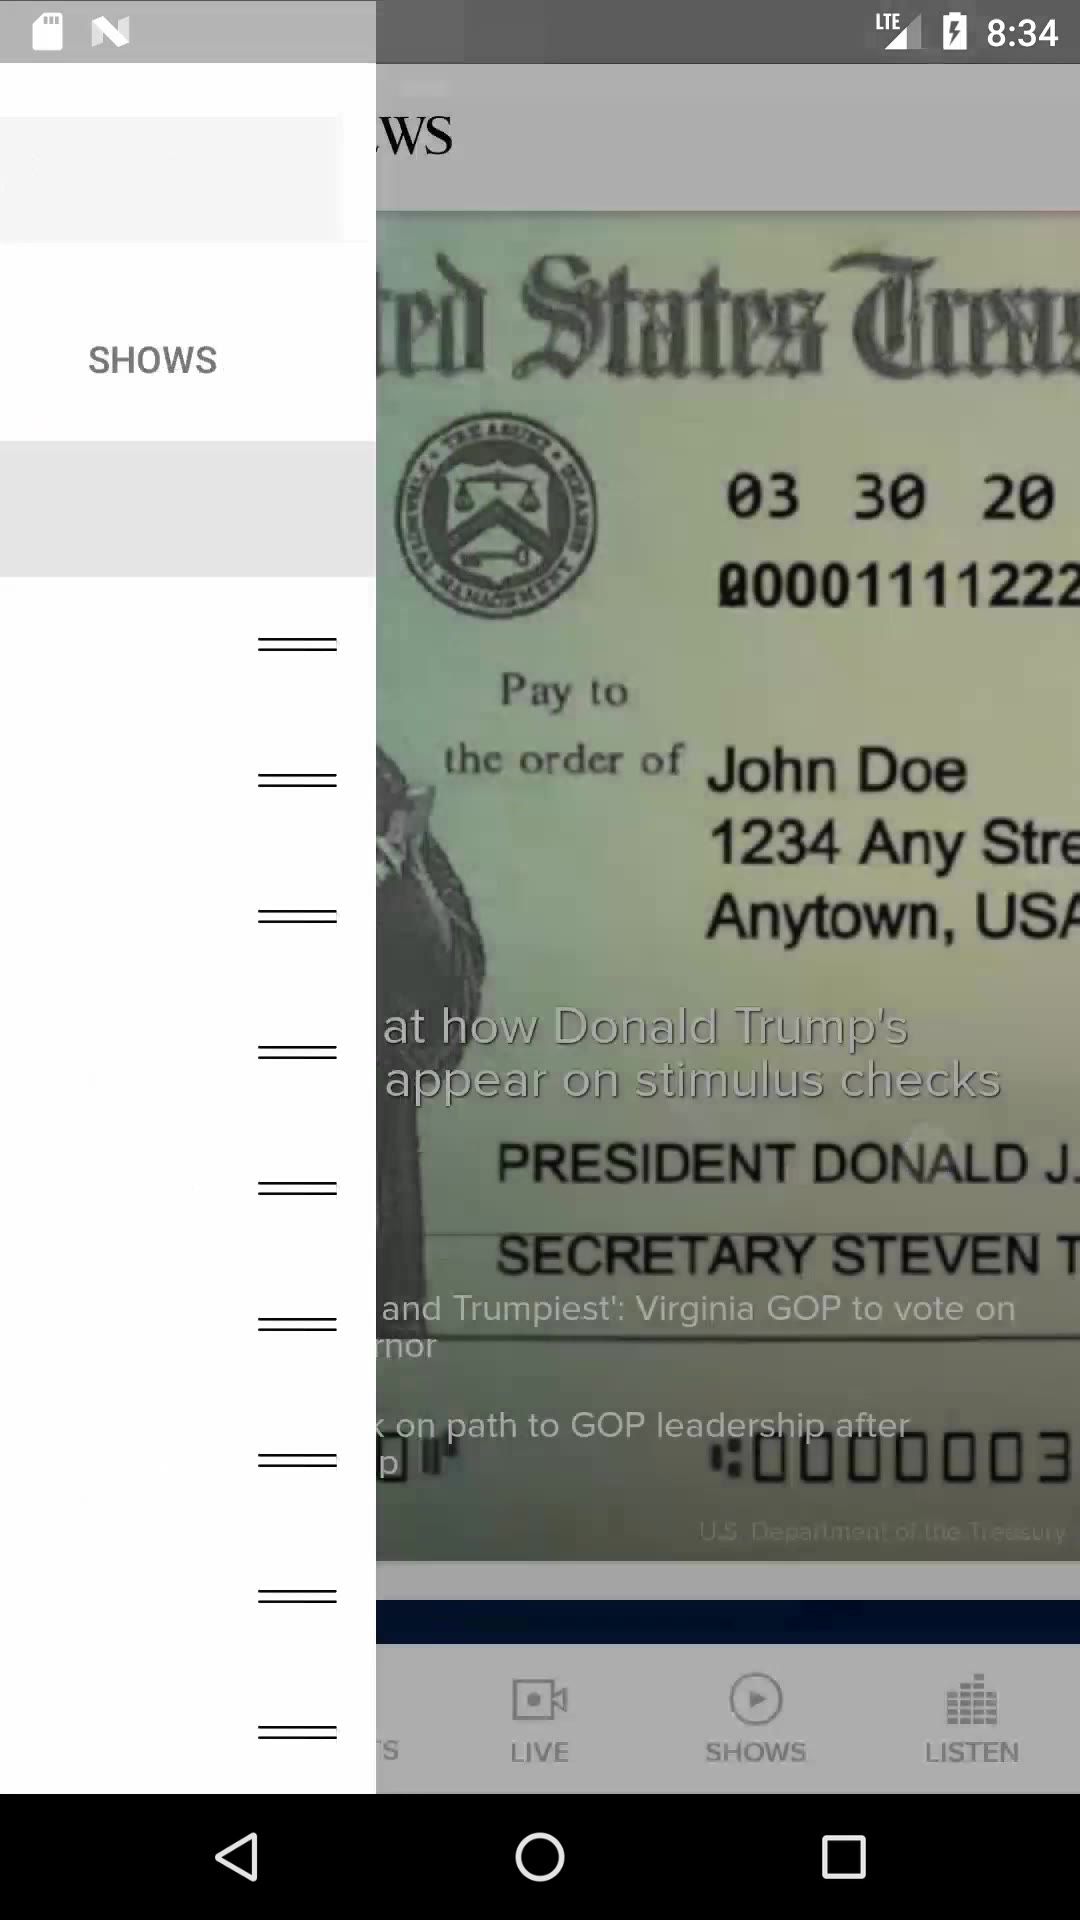 LTE 8:34
WS
SHOWS
ted States Treas
03 30 20
00001111222
Pay to
the order of
John Doe
1234 Any Stre
Anytown, USA
at how Donald Trump's
appear on stimulus checks
PRESIDENT DONALD J.
SECRETARY STEVEN T
and Trumpiest': Virginia GOP to vote on
rnor
k on path to GOP leadership after
p
0000003
U.S. Department of the Treasury
TS
LIVE
SHOWS
LISTEN